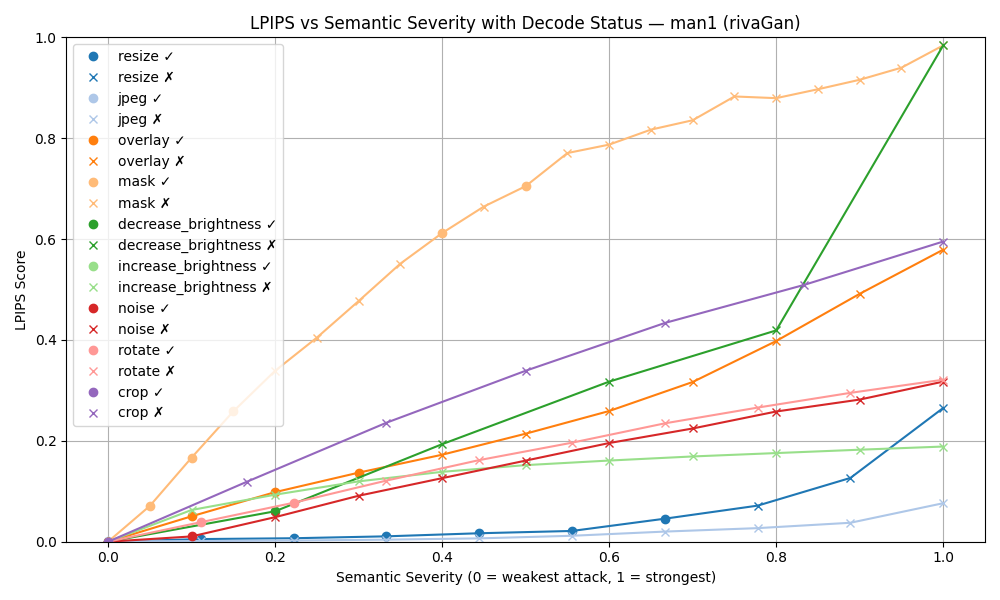 LPIPS vs Semantic Severity with Decode Status — man1 (rivaGan)
1.0
0.8
0.6
0.4
0.2
0.0
LPIPS Score
resize ✓
resize ✗
jpeg ✓
jpeg ✗
overlay ✓
overlay ✗
mask ✓
mask ✗
decrease_brightness ✓
decrease_brightness ✗
increase_brightness ✓
increase_brightness ✗
noise ✓
noise ✗
rotate ✓
rotate ✗
crop ✓
crop ✗
0.0 0.2 0.4 0.6 0.8 1.0
Semantic Severity (0 = weakest attack, 1 = strongest)